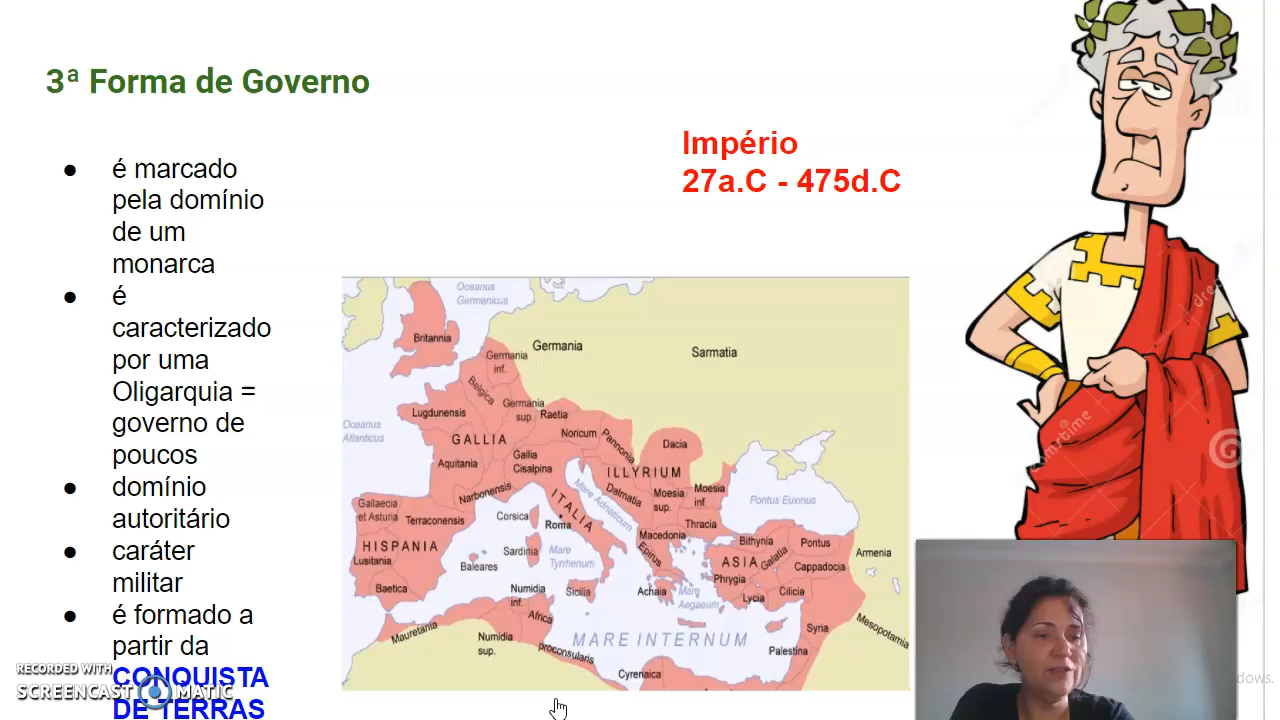 3ª Forma de Governo
Império
27a.C - 475d.C
● é marcado
pela domínio
de um
monarca
● é
caracterizado
por uma
Oligarquia =
governo de
poucos
● domínio
autoritário
● caráter
militar
● é formado a
partir da
CONQUISTA
DE TERRAS
Oceanus
Germanicus
Britannia
Germania
inf.
Germania
Sarmatia
Belgica
Germania
sup.
Lugdunensis
Raetia
Oceanus
Atlanticus
GALLIA
Noricum
Pannonia
Dacia
Aquitania
Gallia
Cisalpina
ILLYRIUM
Narbonensis
Dalmatia
Moesia
sup.
Moesia
inf.
Pontus Euxinus
Gallaecia
et Asturia
Terraconensis
Corsica
ITALIA
Roma
Mare Adriaticum
Thracia
Macedonia
HISPANIA
Lusitania
Sardinia
Mare
Tyrrhenum
Epirus
Bithynia
Pontus
Armenia
Baleares
ASIA
Galatia
Cappadocia
Phrygia
Baetica
Numidia
inf.
Sicilia
Achaia
Mare
Aegaeum
Lycia
Cilicia
Mauretania
Africa
proconsularis
Numidia
sup.
MARE INTERNUM
Syria
Mesopotamia
Palestina
Cyrenaica
RECORDED WITH
SCREENCAST MATIC
dows.